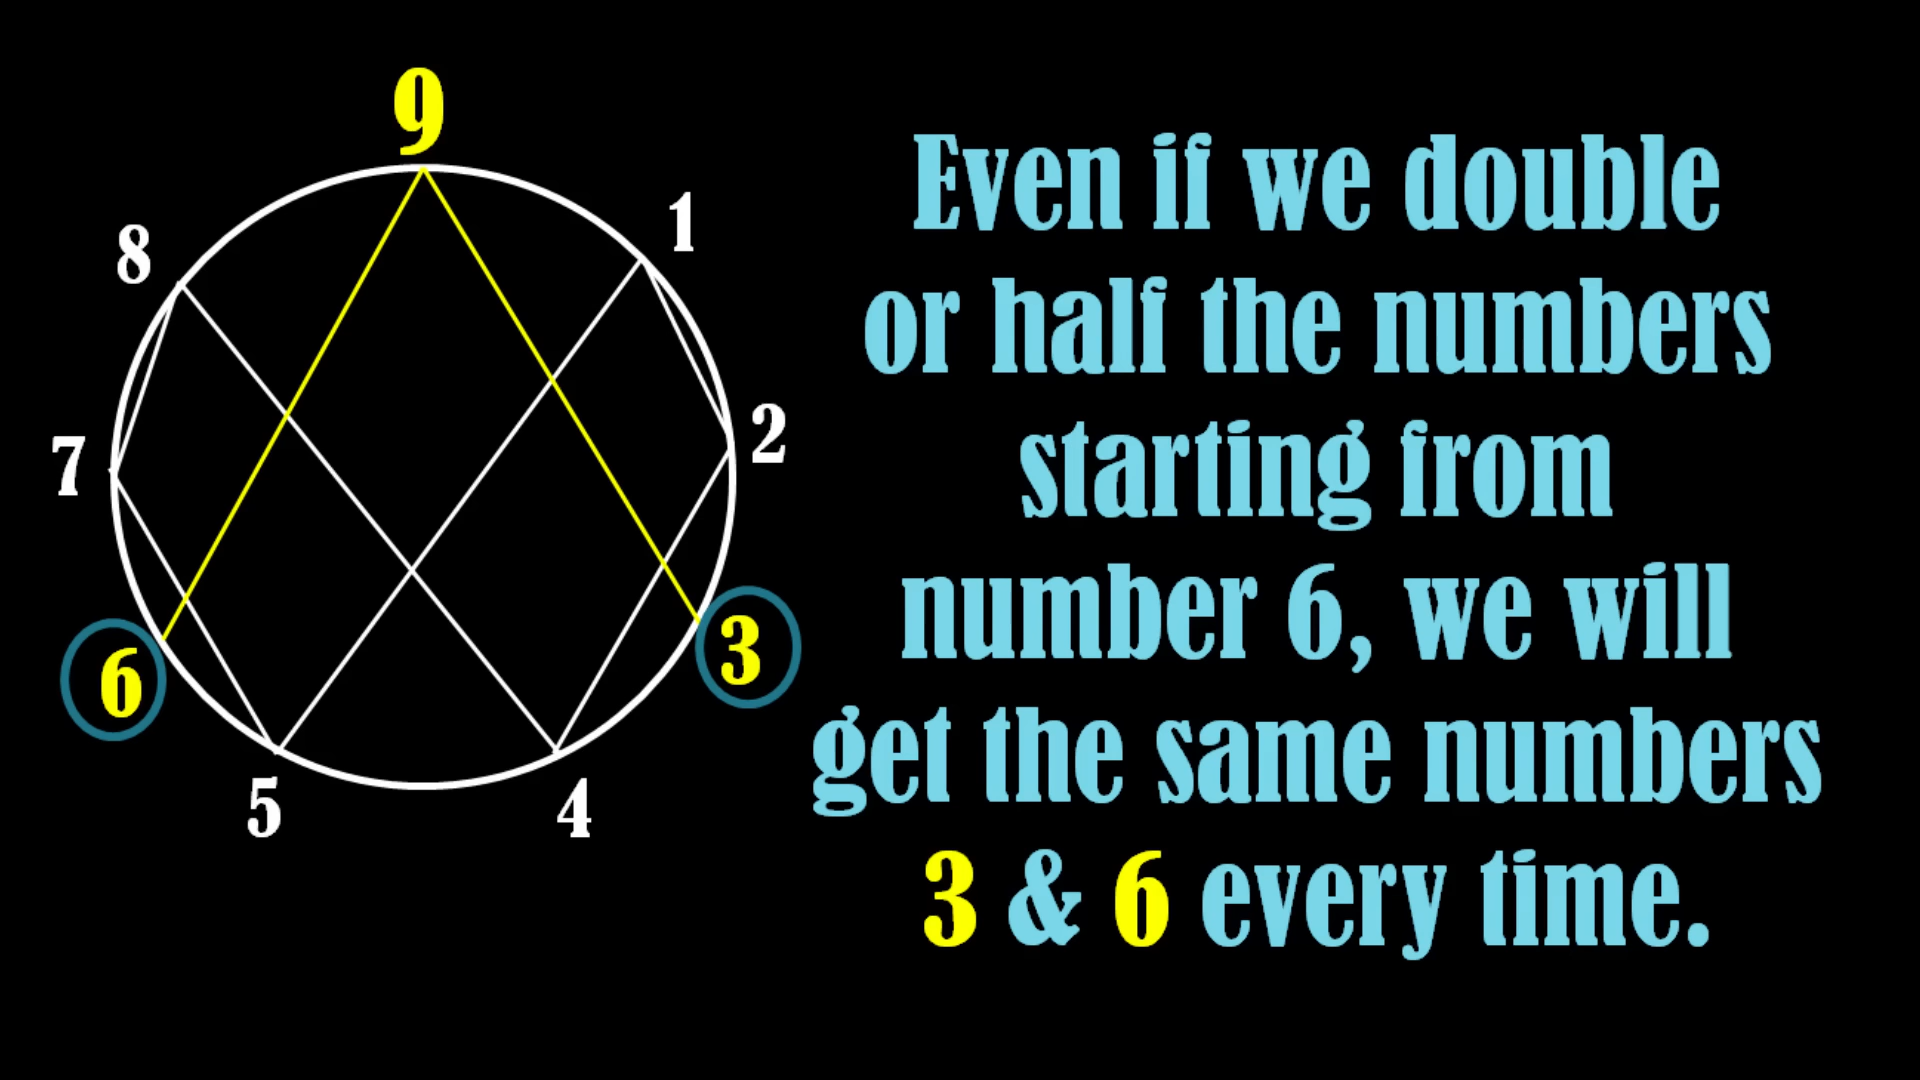 9
8
1
7
2
6
3
5
4
Even if we double
or half the numbers
starting from
number 6, we will
get the same numbers
3 & 6 every time.